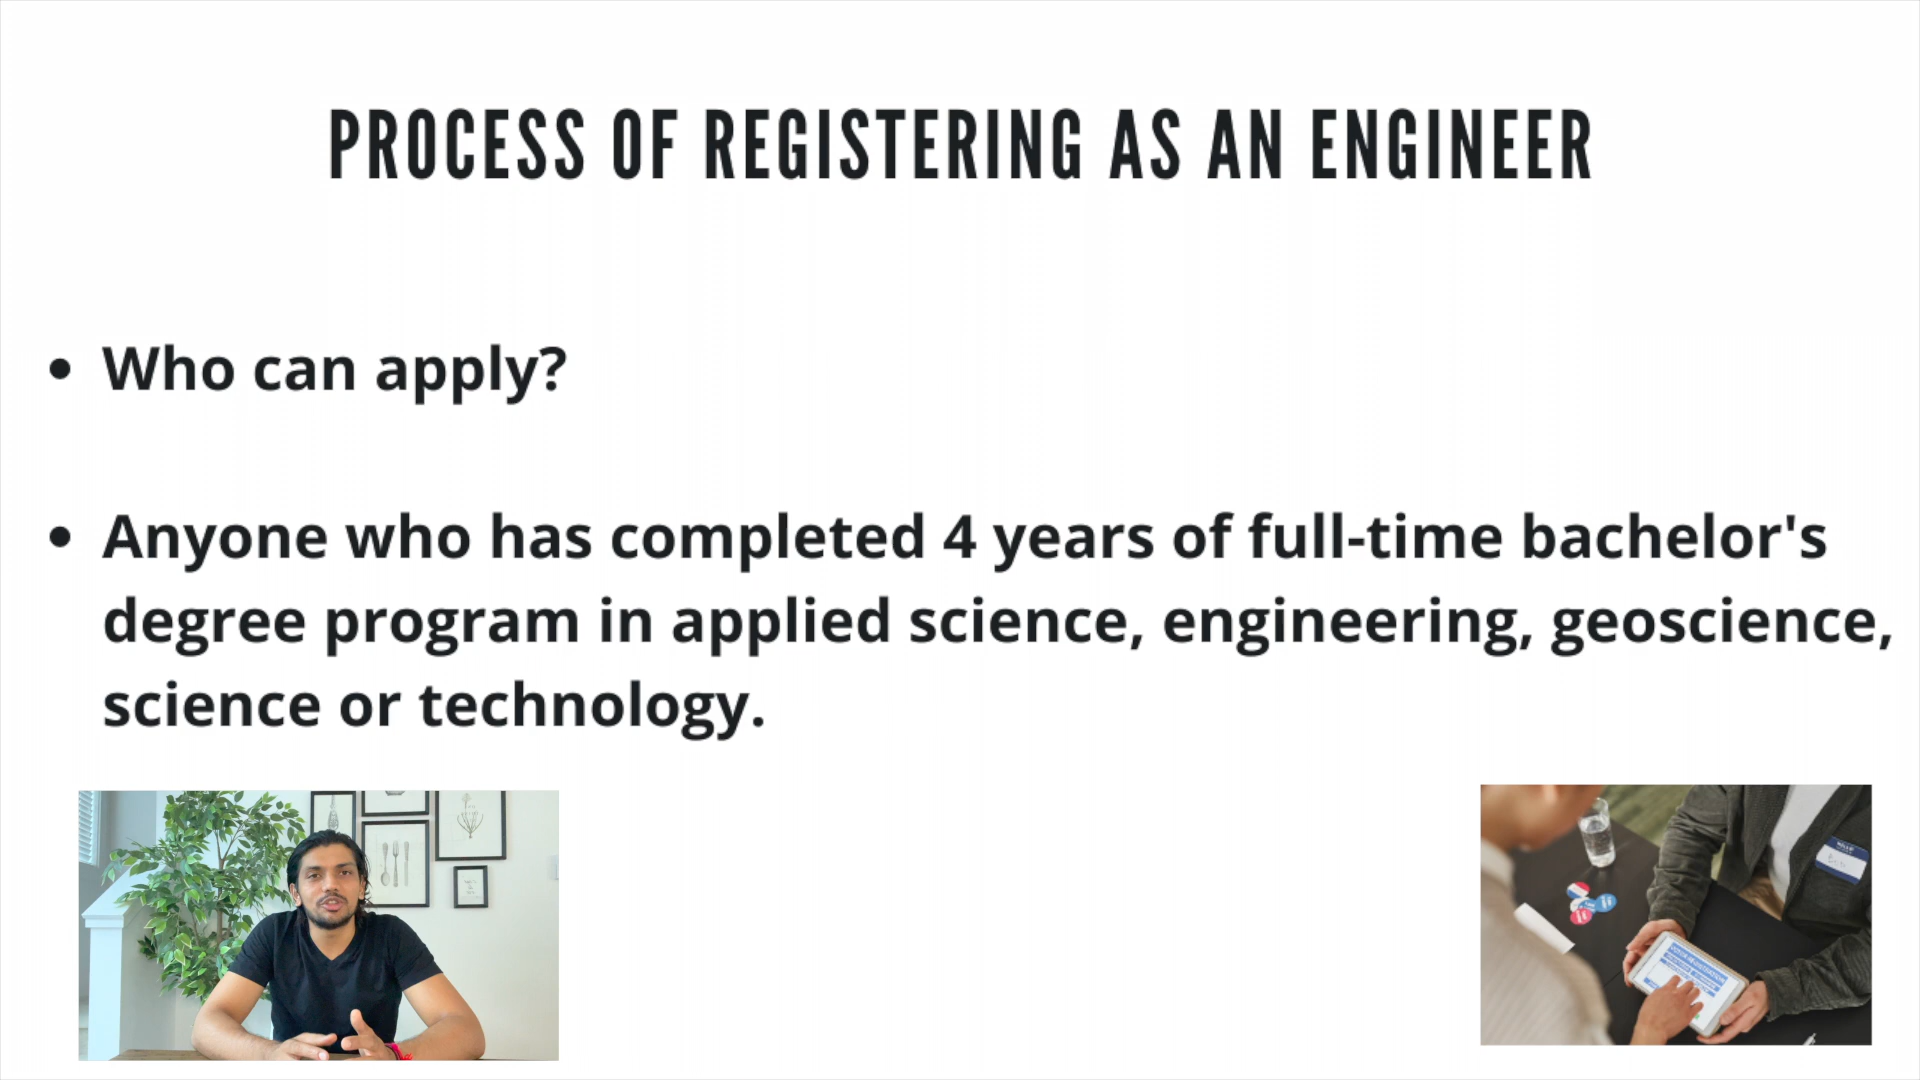 PROCESS OF REGISTERING AS AN ENGINEER
• Who can apply?
• Anyone who has completed 4 years of full-time bachelor's
degree program in applied science, engineering, geoscience,
science or technology.
HELLO